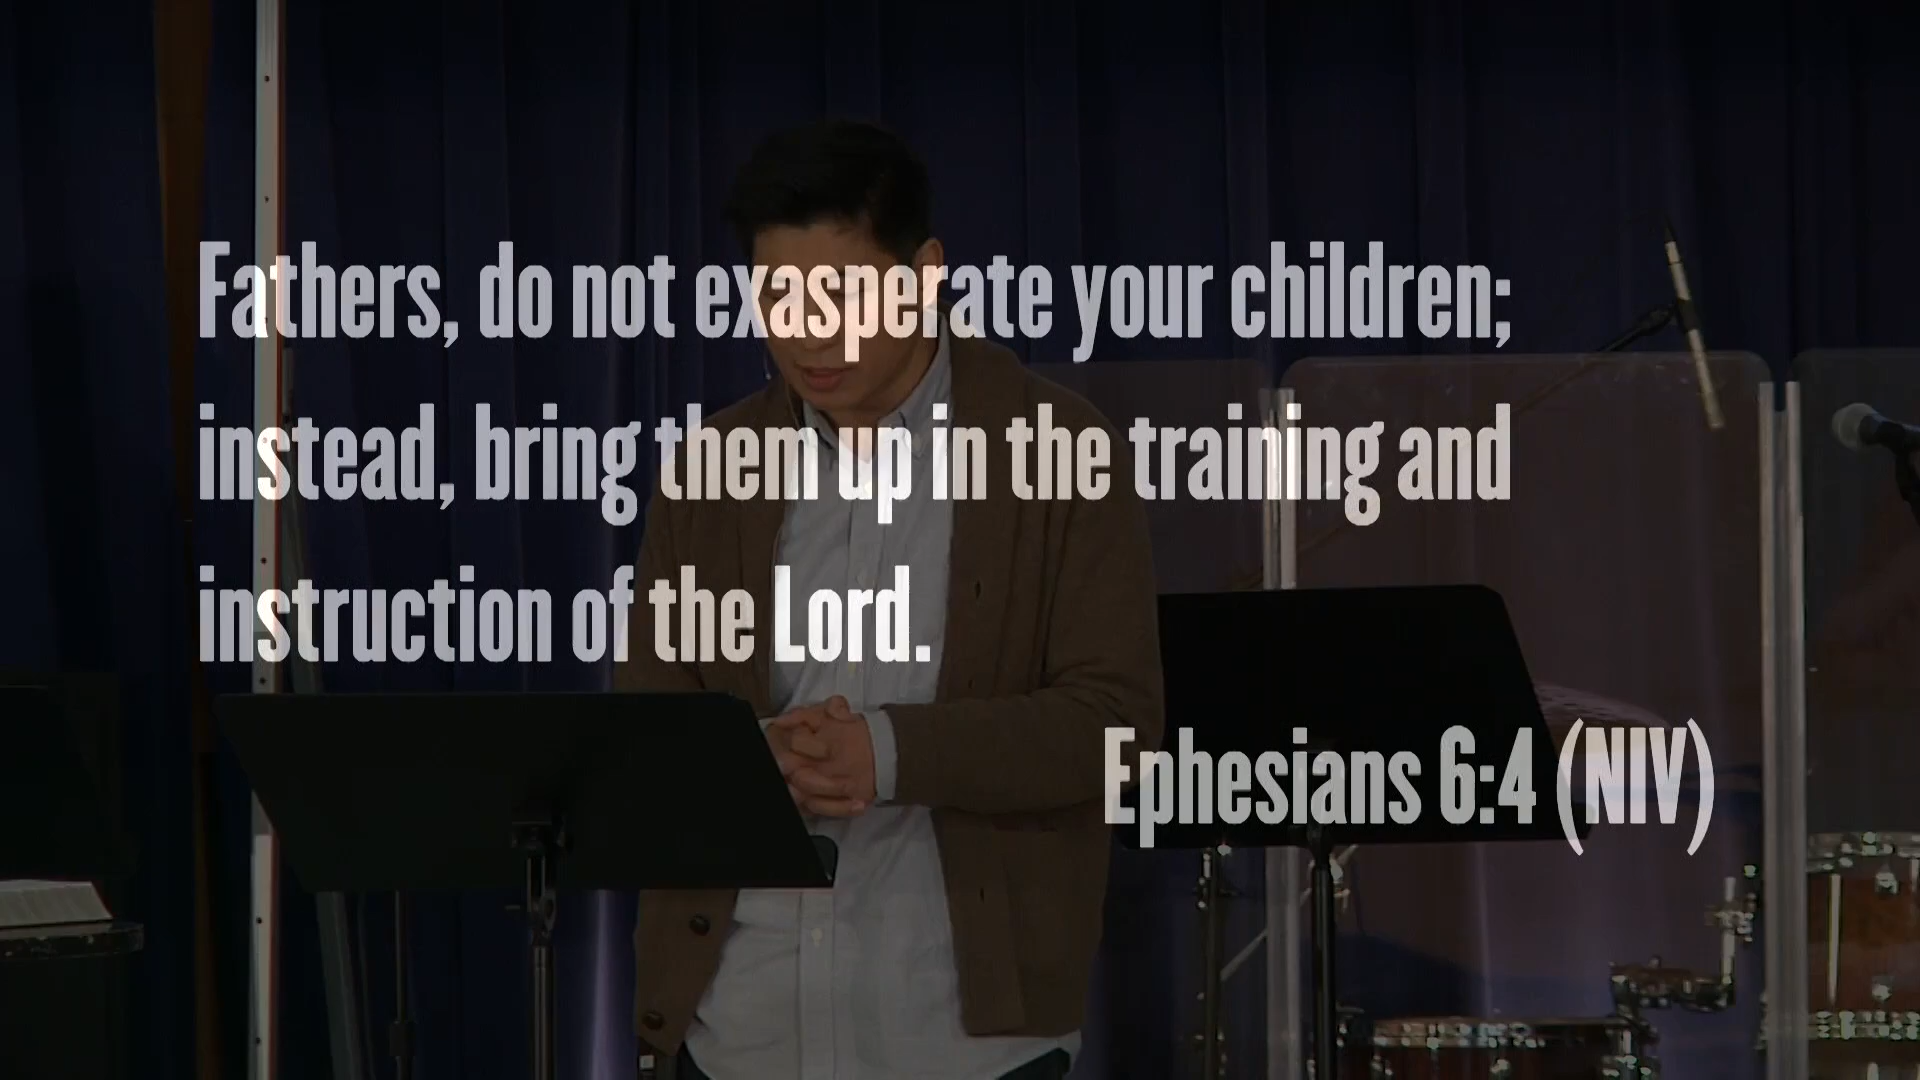 Fathers, do not exasperate your children;
instead, bring them up in the training and
instruction of the Lord.
Ephesians 6:4 (NIV)